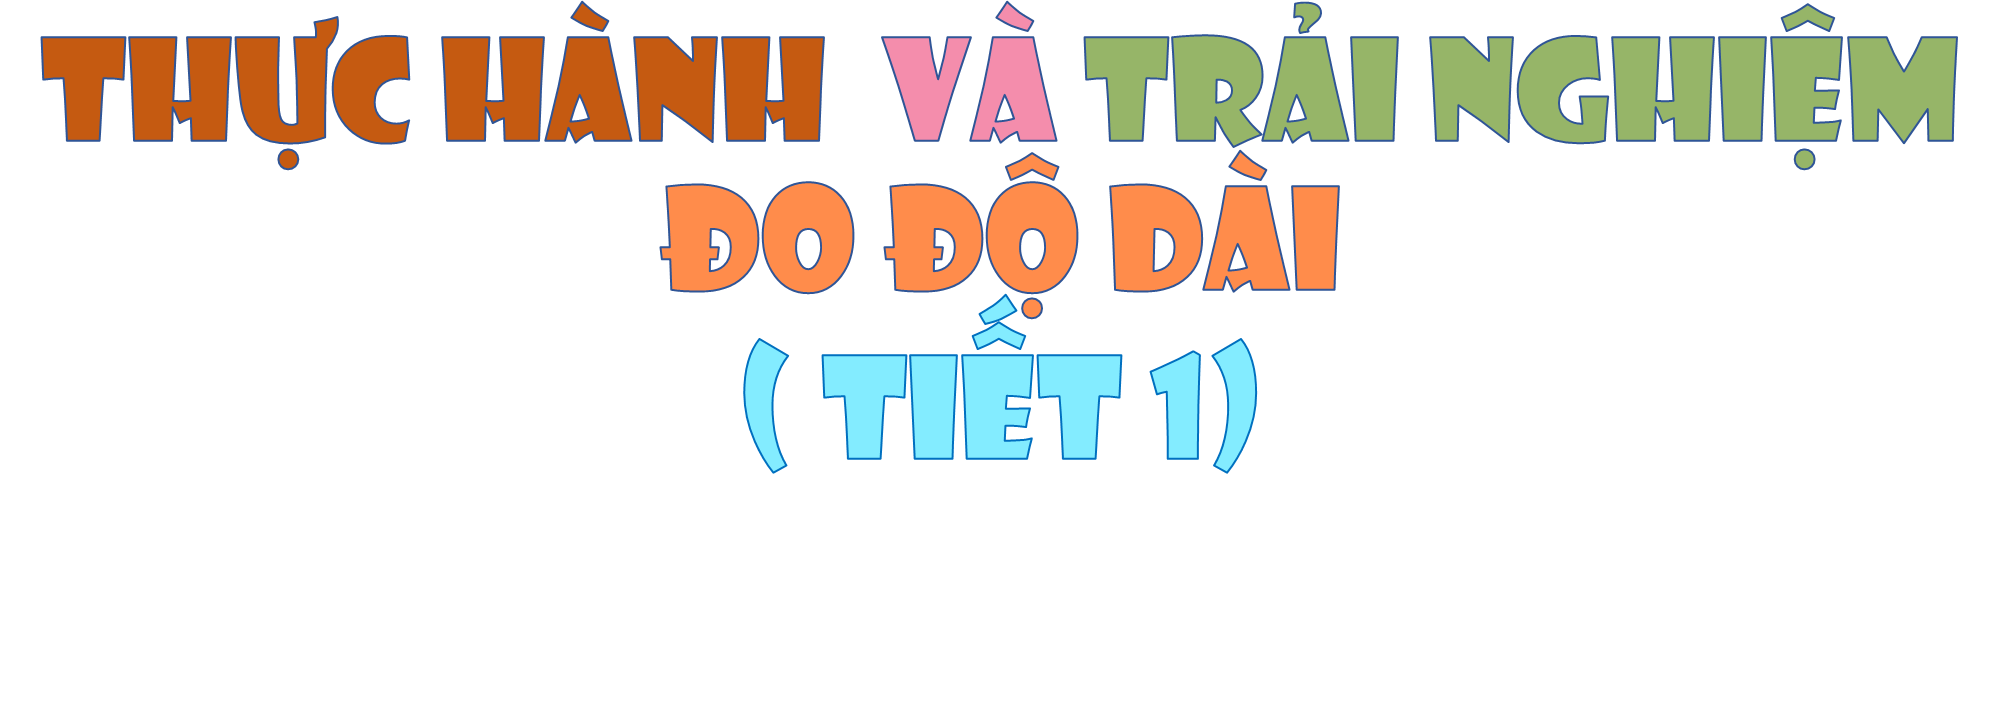 THỰC HÀNH VÀ TRẢI NGHIỆM
ĐO ĐỘ DÀI
( TIẾT 1)